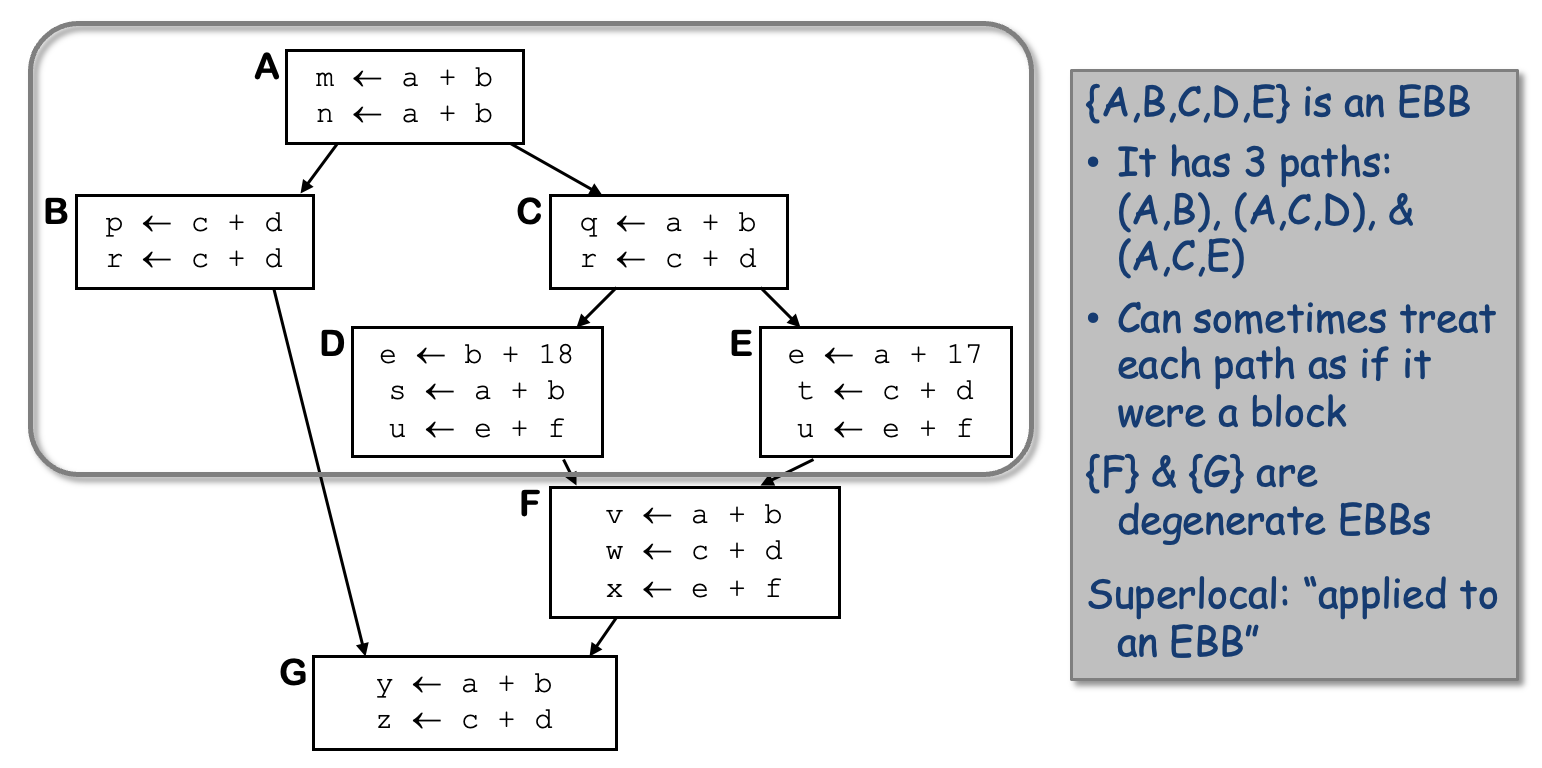 A
m ← a + b
n ← a + b
B
p ← c + d
r ← c + d
C
q ← a + b
r ← c + d
D
e ← b + 18
s ← a + b
u ← e + f
E
e ← a + 17
t ← c + d
u ← e + f
F
v ← a + b
w ← c + d
x ← e + f
G
y ← a + b
z ← c + d
{A,B,C,D,E} is an EBB
• It has 3 paths:
(A,B), (A,C,D), &
(A,C,E)
• Can sometimes treat
each path as if it
were a block
{F} & {G} are
degenerate EBBs
Superlocal: “applied to
an EBB”